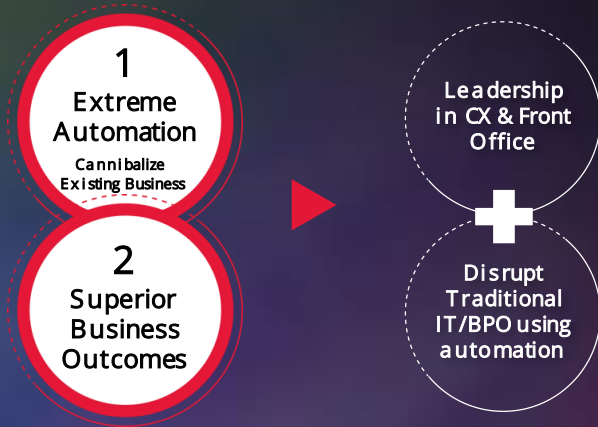 1
Extreme
Automation
Cannibalize
Existing Business
2
Superior
Business
Outcomes
Leadership
in CX & Front
Office
Disrupt
Traditional
IT/BPO using
automation